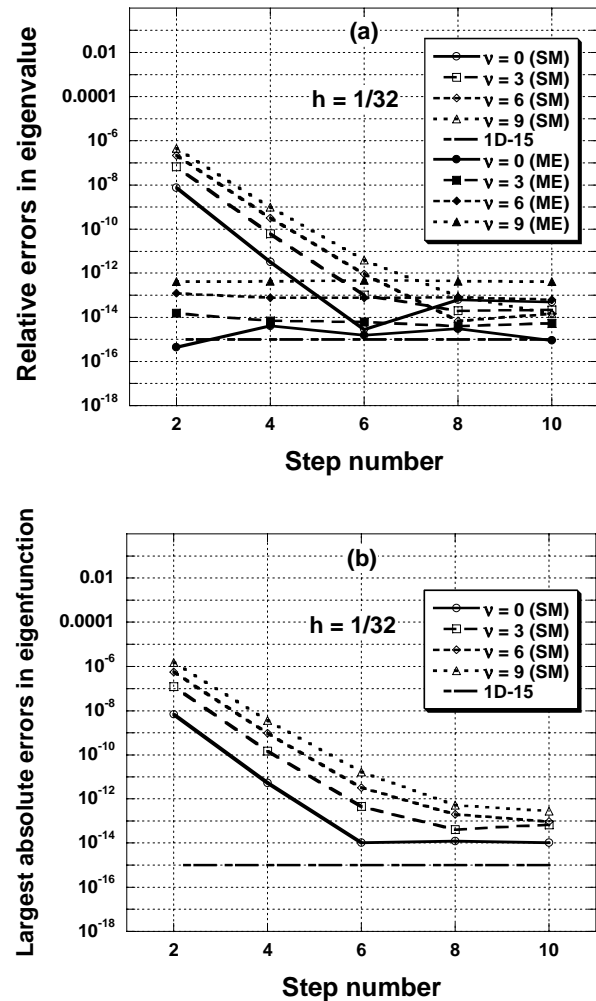 (a)
h = 1/32
ν = 0 (SM)
ν = 3 (SM)
ν = 6 (SM)
ν = 9 (SM)
1D-15
ν = 0 (ME)
ν = 3 (ME)
ν = 6 (ME)
ν = 9 (ME)
Relative errors in eigenvalue
0.01
0.0001
10⁻⁶
10⁻⁸
10⁻¹⁰
10⁻¹²
10⁻¹⁴
10⁻¹⁶
10⁻¹⁸
2 4 6 8 10
Step number
(b)
h = 1/32
ν = 0 (SM)
ν = 3 (SM)
ν = 6 (SM)
ν = 9 (SM)
1D-15
Largest absolute errors in eigenfunction
0.01
0.0001
10⁻⁶
10⁻⁸
10⁻¹⁰
10⁻¹²
10⁻¹⁴
10⁻¹⁶
10⁻¹⁸
2 4 6 8 10
Step number